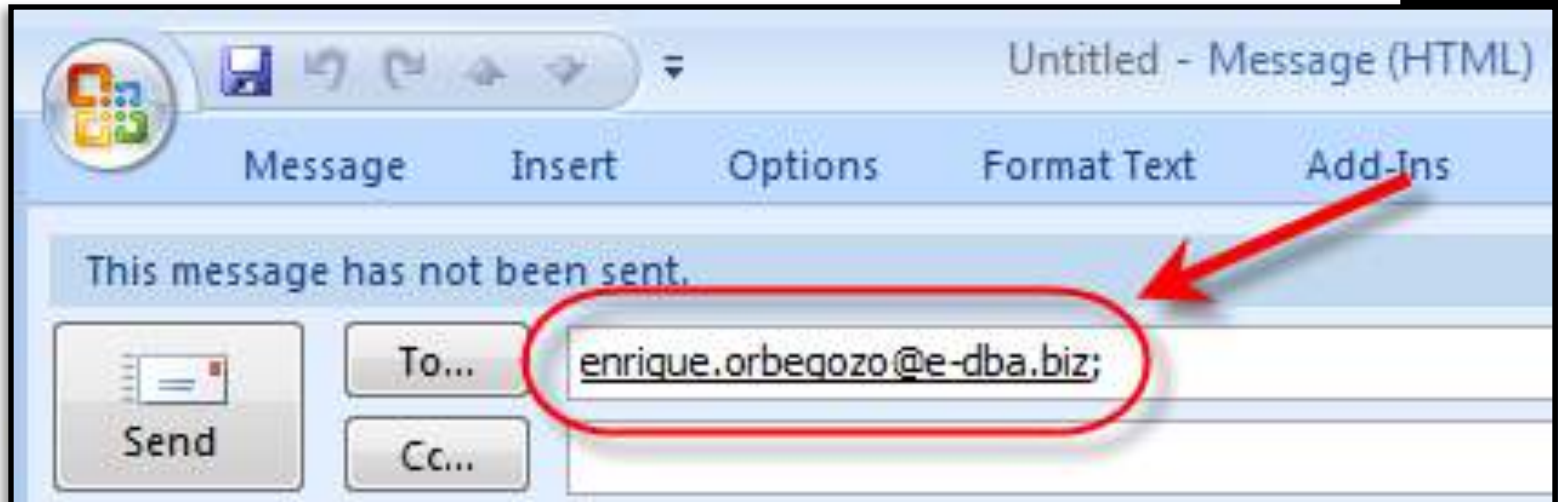 Untitled - Message (HTML)
Message Insert Options Format Text Add-Ins
This message has not been sent.
To... enrique.orbegozo@e-dba.biz;
Send
Cc...